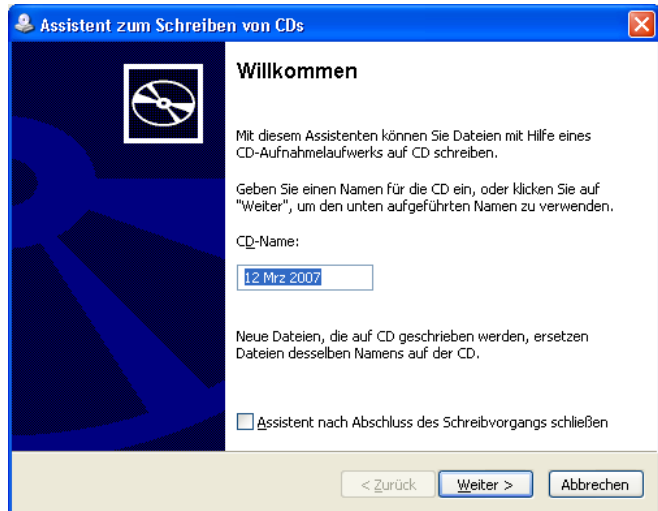 Assistent zum Schreiben von CDs
Willkommen
Mit diesem Assistenten können Sie Dateien mit Hilfe eines
CD-Aufnahmelaufwerks auf CD schreiben.
Geben Sie einen Namen für die CD ein, oder klicken Sie auf
"Weiter", um den unten aufgeführten Namen zu verwenden.
CD-Name:
12 Mrz 2007
Neue Dateien, die auf CD geschrieben werden, ersetzen
Dateien desselben Namens auf der CD.
Assistent nach Abschluss des Schreibvorgangs schließen
< Zurück Weiter > Abbrechen